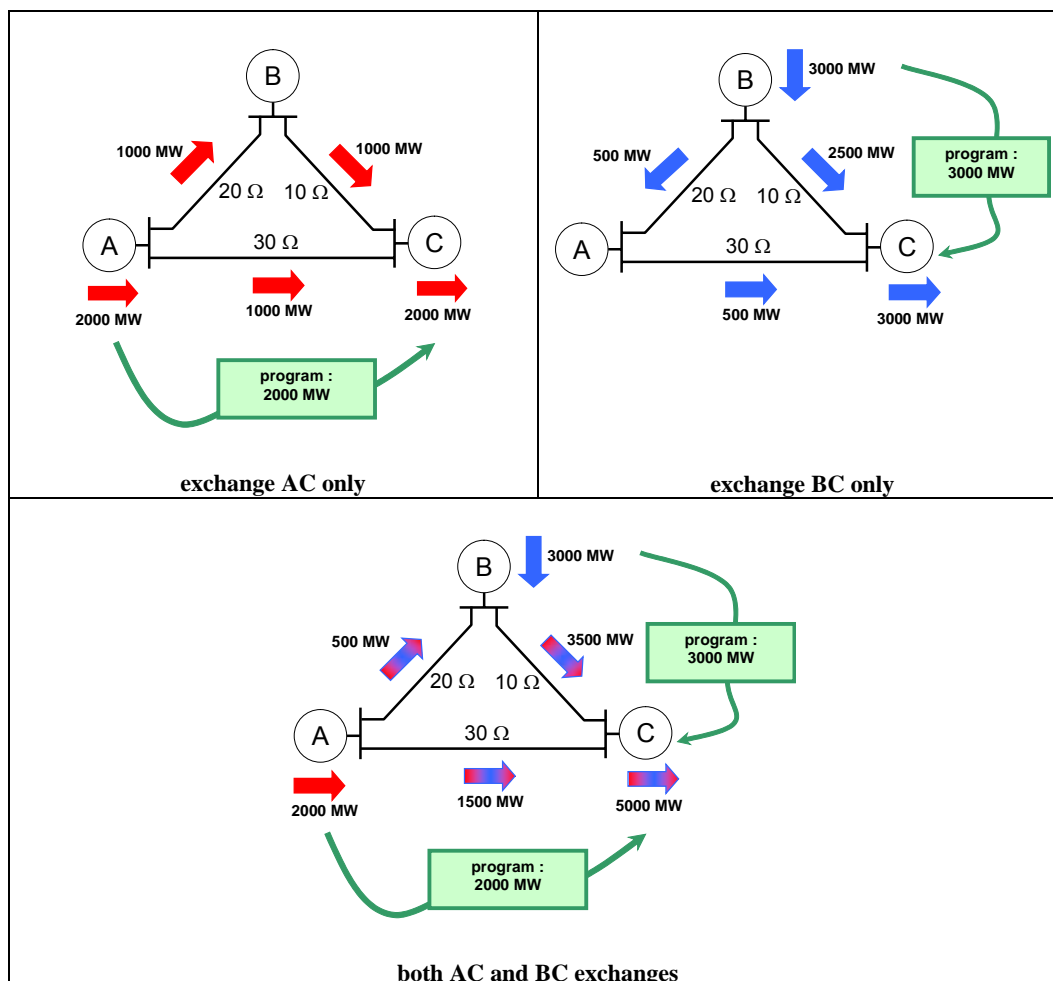 B
1000 MW
1000 MW
20 Ω
10 Ω
A
30 Ω
C
2000 MW
1000 MW
2000 MW
program :
2000 MW
exchange AC only
B
3000 MW
500 MW
2500 MW
program :
3000 MW
20 Ω
10 Ω
A
30 Ω
C
500 MW
3000 MW
exchange BC only
B
3000 MW
500 MW
3500 MW
program :
3000 MW
20 Ω
10 Ω
A
30 Ω
C
2000 MW
1500 MW
5000 MW
program :
2000 MW
both AC and BC exchanges